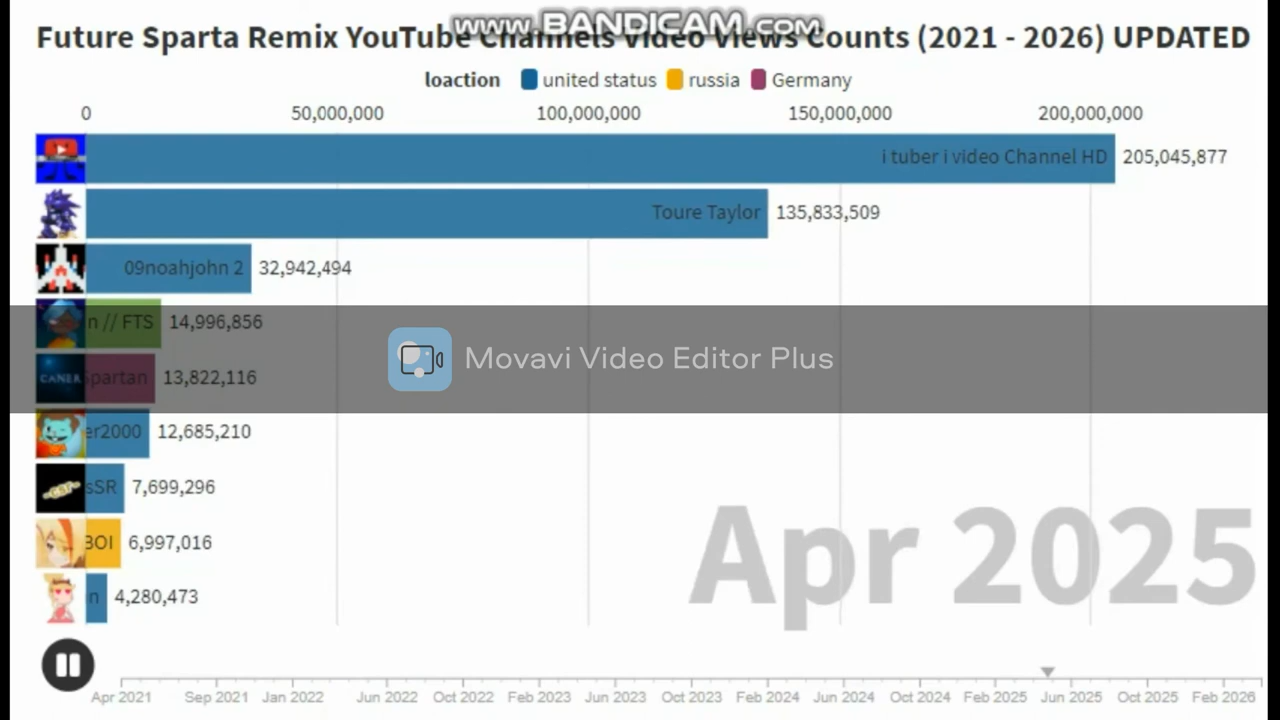 www.BANDICAM.com
Future Sparta Remix YouTube Channels Video Views Counts (2021 - 2026) UPDATED
loaction united status russia Germany
0 50,000,000 100,000,000 150,000,000 200,000,000
i tuber i video Channel HD 205,045,877
Toure Taylor 135,833,509
09noahjohn 2 32,942,494
n // FTS 14,996,856
Movavi Video Editor Plus
CANER Spartan 13,822,116
er2000 12,685,210
sSR 7,699,296
BOI 6,997,016
n 4,280,473
Apr 2025
Apr 2021 Sep 2021 Jan 2022 Jun 2022 Oct 2022 Feb 2023 Jun 2023 Oct 2023 Feb 2024 Jun 2024 Oct 2024 Feb 2025 Jun 2025 Oct 2025 Feb 2026